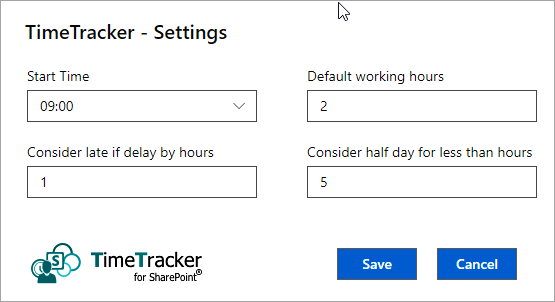 TimeTracker - Settings
Start Time
Default working hours
09:00
2
Consider late if delay by hours
Consider half day for less than hours
1
5
S
TimeTracker
for SharePoint®
Save
Cancel